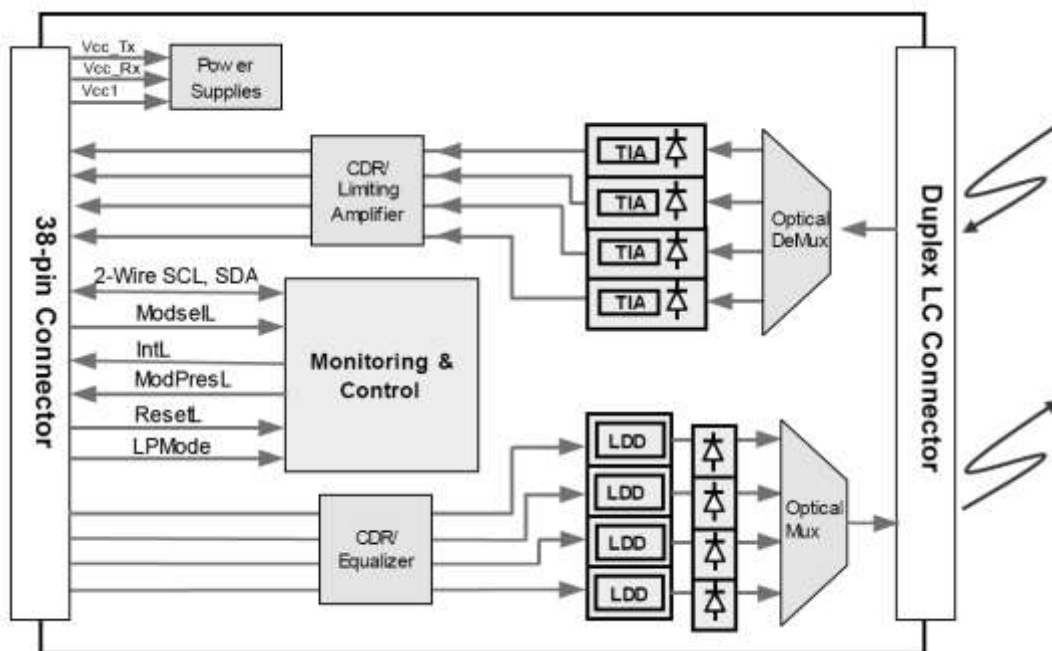 Vcc_Tx
Vcc_Rx
Vcc1
Power
Supplies
CDR/
Limiting
Amplifier
TIA
TIA
TIA
TIA
Optical
DeMux
38-pin Connector
Duplex LC Connector
2-Wire SCL, SDA
ModselL
IntL
ModPresL
ResetL
LPMode
Monitoring &
Control
CDR/
Equalizer
LDD
LDD
LDD
LDD
Optical
Mux